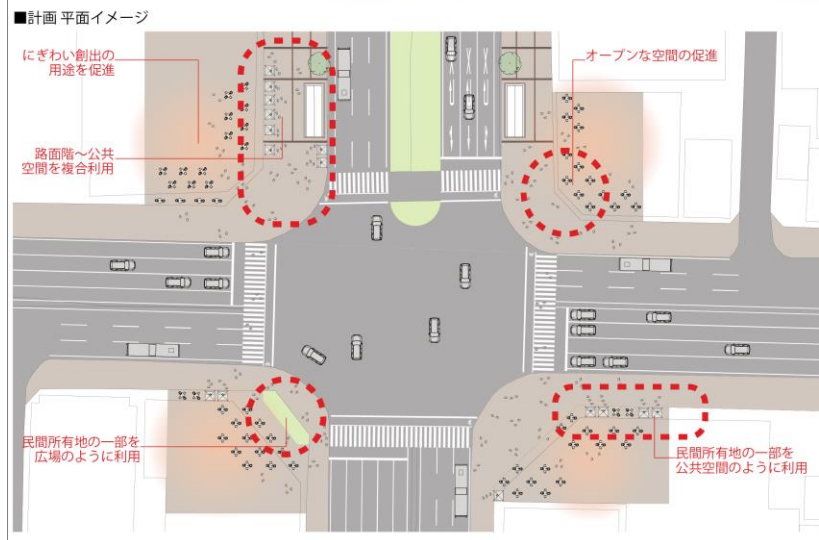 ■計画 平面イメージ
にぎわい創出の
用途を促進
オープンな空間の促進
路面階～公共
空間を複合利用
民間所有地の一部を
広場のように利用
民間所有地の一部を
公共空間のように利用